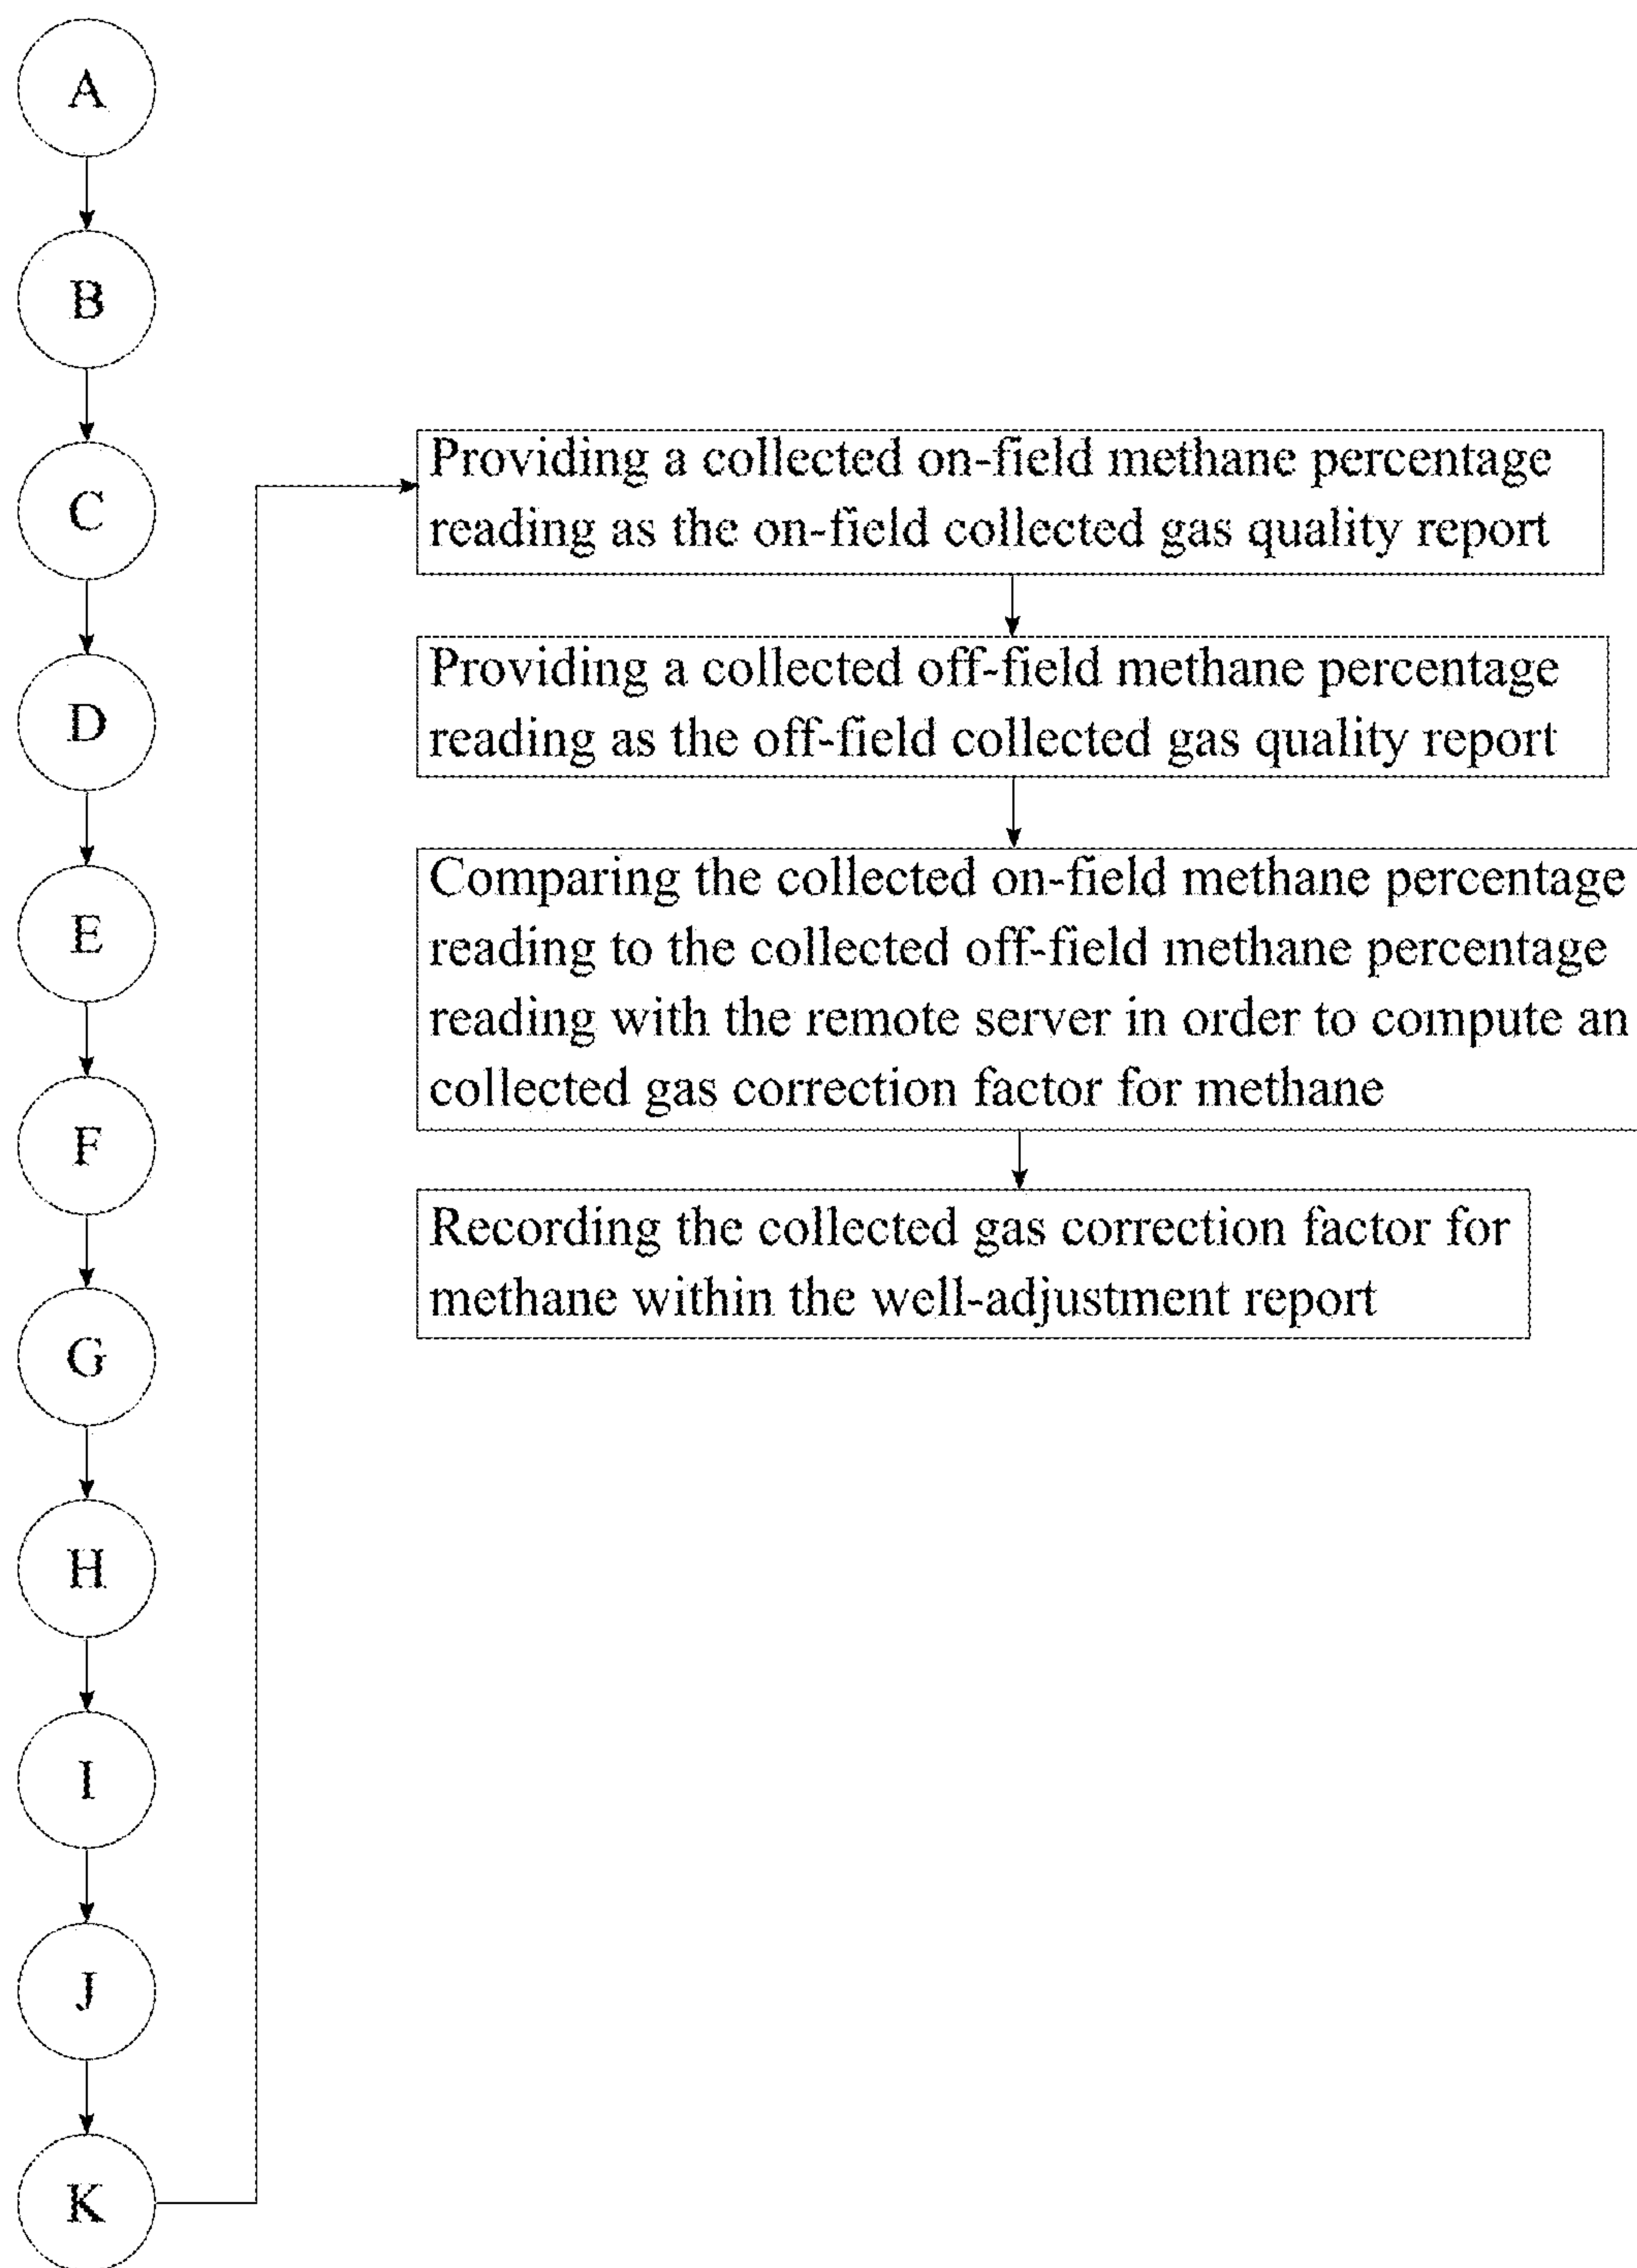 A
B
C
D
E
F
G
H
I
J
K
Providing a collected on-field methane percentage
reading as the on-field collected gas quality report
Providing a collected off-field methane percentage
reading as the off-field collected gas quality report
Comparing the collected on-field methane percentage
reading to the collected off-field methane percentage
reading with the remote server in order to compute an
collected gas correction factor for methane
Recording the collected gas correction factor for
methane within the well-adjustment report